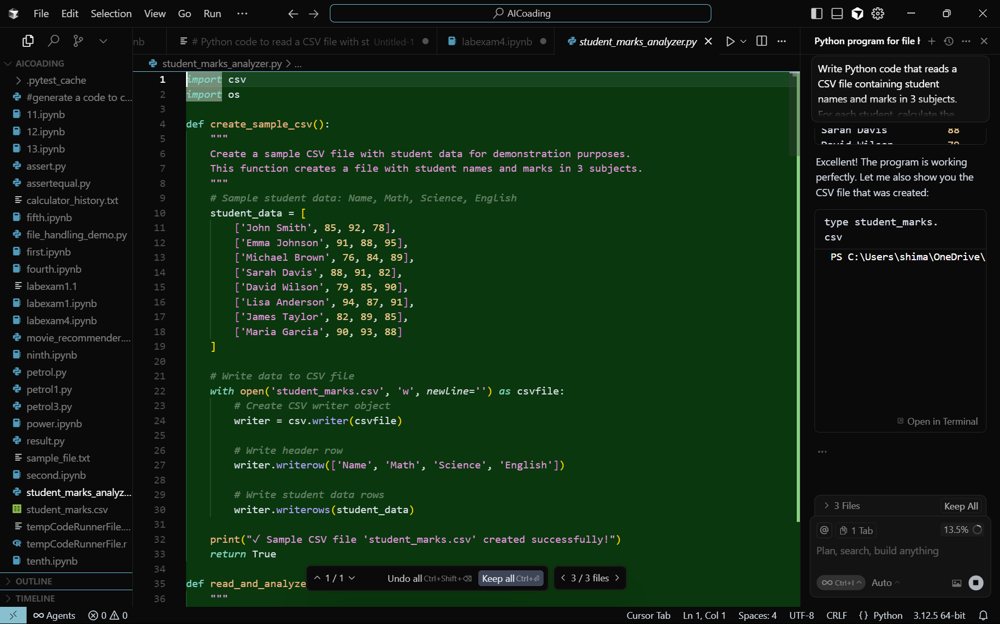 File Edit Selection View Go Run ··· ← → AICoading
nb # Python code to read a CSV file with st Untitled-1 labexam4.ipynb student_marks_analyzer.py
student_marks_analyzer.py > ...
AICOADING
.pytest_cache
#generate a code to c...
11.ipynb
12.ipynb
13.ipynb
assert.py
assertequal.py
calculator_history.txt
fifth.ipynb
file_handling_demo.py
first.ipynb
fourth.ipynb
labexam1.1
labexam1.ipynb
labexam4.ipynb
movie_recommender....
ninth.ipynb
petrol.py
petrol1.py
petrol3.py
power.ipynb
result.py
sample_file.txt
second.ipynb
student_marks_analyz...
student_marks.csv
tempCodeRunnerFile....
tempCodeRunnerFile.r
tenth.ipynb
OUTLINE
TIMELINE
1 import csv
2 import os
3
4 def create_sample_csv():
5     """
6     Create a sample CSV file with student data for demonstration purposes.
7     This function creates a file with student names and marks in 3 subjects.
8     """
9     # Sample student data: Name, Math, Science, English
10     student_data = [
11         ['John Smith', 85, 92, 78],
12         ['Emma Johnson', 91, 88, 95],
13         ['Michael Brown', 76, 84, 89],
14         ['Sarah Davis', 88, 91, 82],
15         ['David Wilson', 79, 85, 90],
16         ['Lisa Anderson', 94, 87, 91],
17         ['James Taylor', 82, 89, 85],
18         ['Maria Garcia', 90, 93, 88]
19     ]
20
21     # Write data to CSV file
22     with open('student_marks.csv', 'w', newline='') as csvfile:
23         # Create CSV writer object
24         writer = csv.writer(csvfile)
25
26         # Write header row
27         writer.writerow(['Name', 'Math', 'Science', 'English'])
28
29         # Write student data rows
30         writer.writerows(student_data)
31
32     print("✓ Sample CSV file 'student_marks.csv' created successfully!")
33     return True
34
35 def read_and_analyze
36     """
1 / 1 Undo all Ctrl+Shift+⌫ Keep all Ctrl+⏎ < 3 / 3 files >
Python program for file h
Write Python code that reads a
CSV file containing student
names and marks in 3 subjects.
For each student, calculate the
Sarah Davis 88
David Wilson 79
Excellent! The program is working
perfectly. Let me also show you the
CSV file that was created:
type student_marks.
csv
PS C:\Users\shima\OneDrive\
Open in Terminal
···
> 3 Files Keep All
@ 1 Tab 13.5%
Plan, search, build anything
∞ Ctrl+I Auto
∞ Agents 0 0 Cursor Tab Ln 1, Col 1 Spaces: 4 UTF-8 CRLF {} Python 3.12.5 64-bit